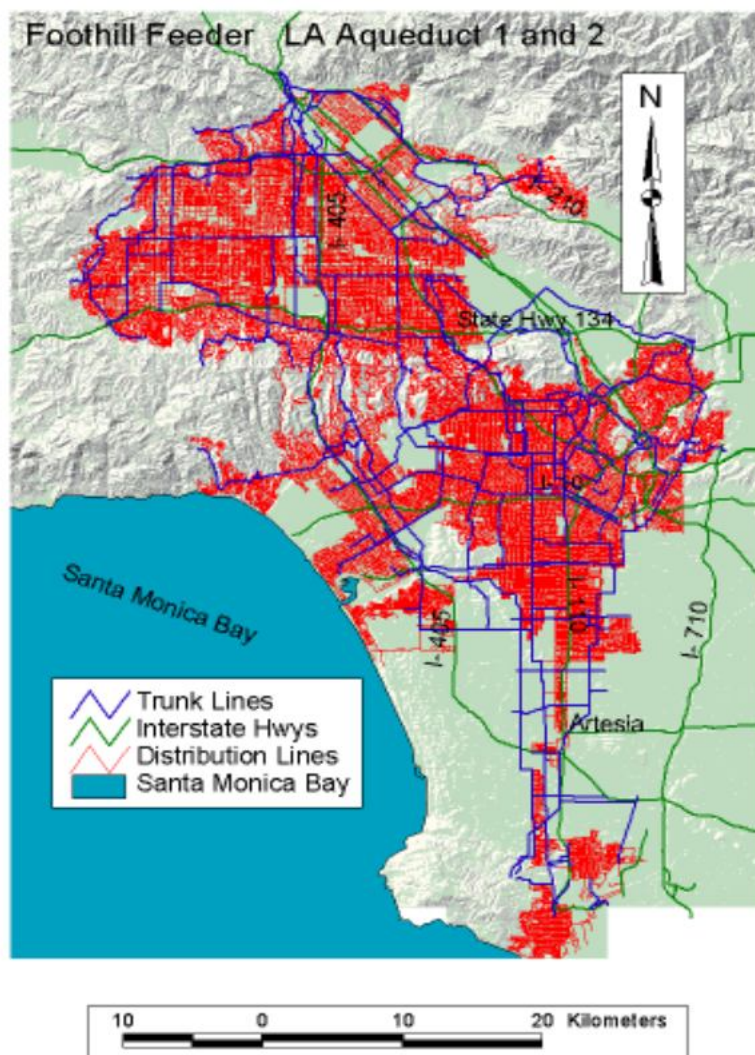 Foothill Feeder LA Aqueduct 1 and 2
N
I- 210
I- 405
State Hwy 134
I-10
I- 110
Santa Monica Bay
I- 405
I- 710
Artesia
Trunk Lines
Interstate Hwys
Distribution Lines
Santa Monica Bay
10 0 10 20 Kilometers